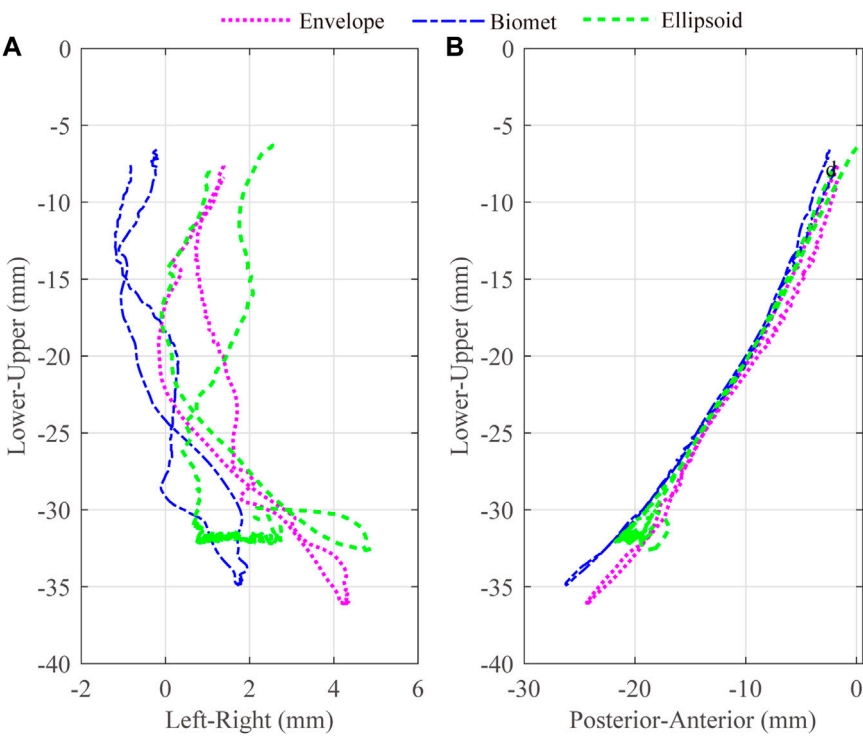 Envelope Biomet Ellipsoid
A B
0 0
-5 -5
-10 -10
-15 -15
-20 -20
-25 -25
-30 -30
-35 -35
-40 -40
d
Lower-Upper (mm) Lower-Upper (mm)
-2 0 2 4 6 -30 -20 -10 0
Left-Right (mm) Posterior-Anterior (mm)